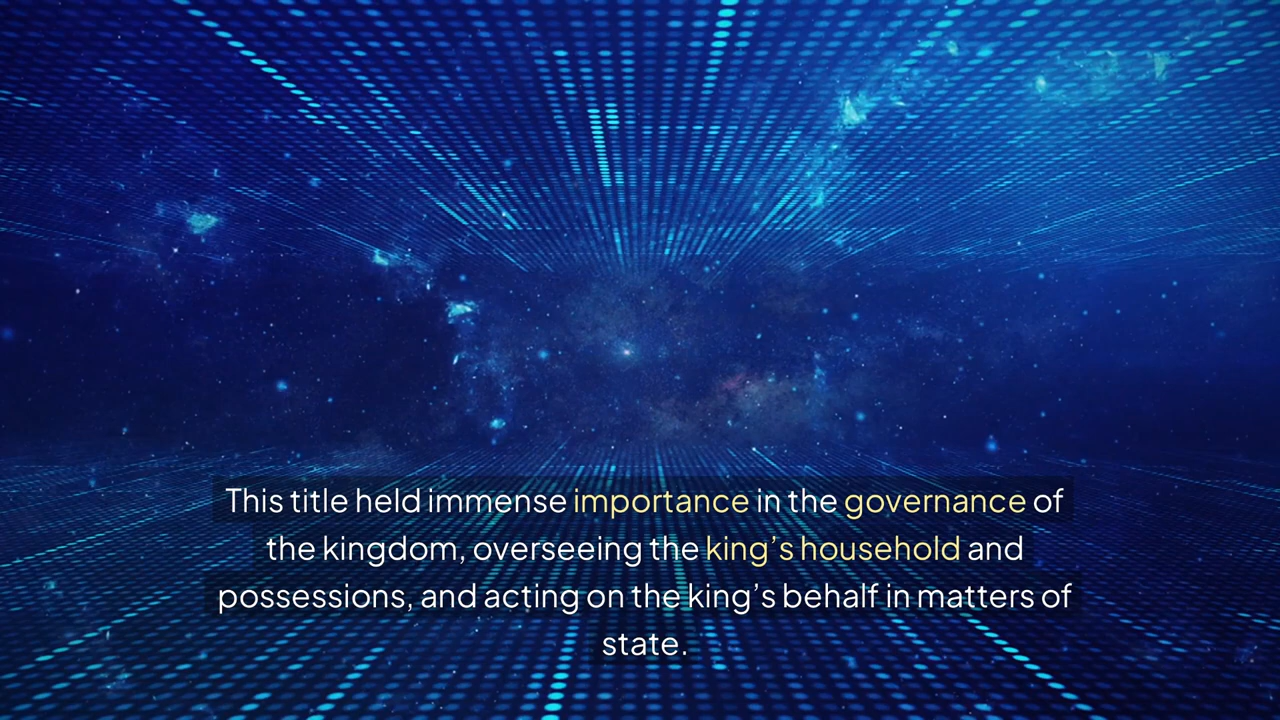 This title held immense importance in the governance of
the kingdom, overseeing the king’s household and
possessions, and acting on the king’s behalf in matters of
state.